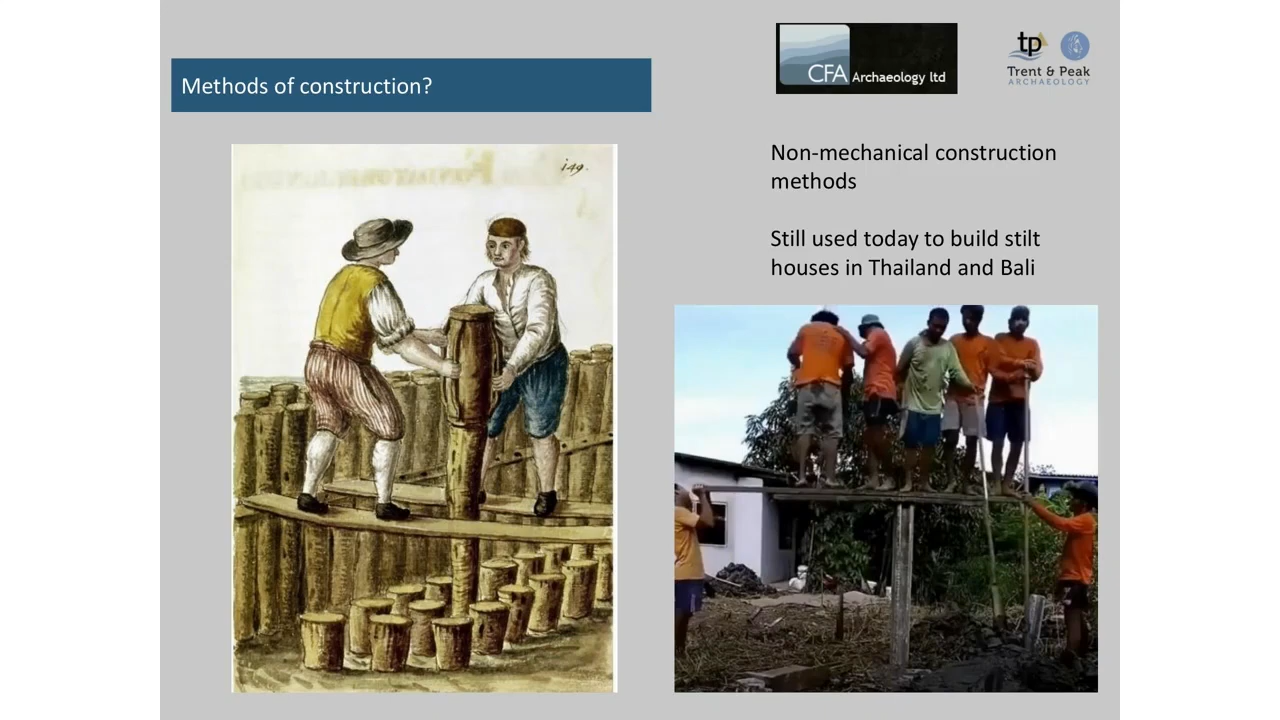 Methods of construction?
CFA Archaeology ltd
tp
Trent & Peak
ARCHAEOLOGY
149.
Non-mechanical construction
methods
Still used today to build stilt
houses in Thailand and Bali